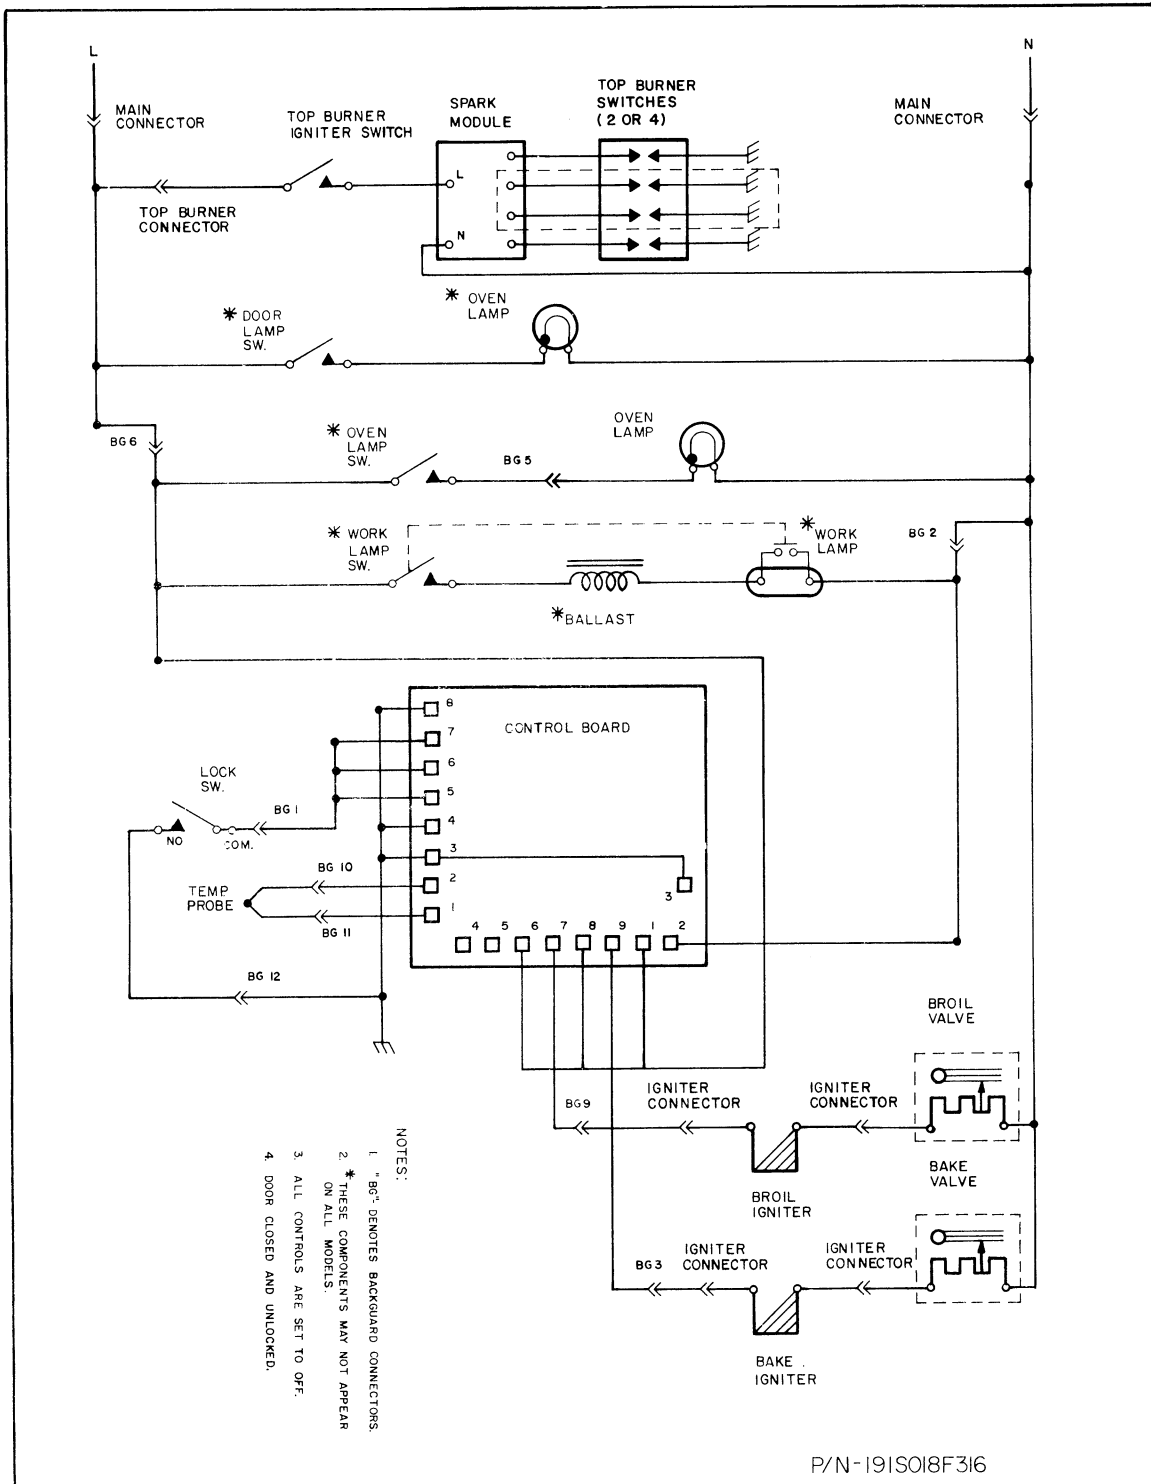 L
N
MAIN
CONNECTOR
TOP BURNER
IGNITER SWITCH
SPARK
MODULE
TOP BURNER
SWITCHES
(2 OR 4)
MAIN
CONNECTOR
L
N
TOP BURNER
CONNECTOR
* DOOR
LAMP
SW.
* OVEN
LAMP
BG6
* OVEN
LAMP
SW.
BG5
OVEN
LAMP
* WORK
LAMP
SW.
* WORK
LAMP
BG 2
*BALLAST
CONTROL BOARD
8
7
6
5
4
3
2
1
3
4 5 6 7 8 9 1 2
LOCK
SW.
BG 1
NO
COM.
BG 10
TEMP
PROBE
BG 11
BG 12
BROIL
VALVE
BG9
IGNITER
CONNECTOR
IGNITER
CONNECTOR
BROIL
IGNITER
BAKE
VALVE
BG3
IGNITER
CONNECTOR
IGNITER
CONNECTOR
BAKE
IGNITER
NOTES:
1. "BG"- DENOTES BACKGUARD CONNECTORS.
2. *THESE COMPONENTS MAY NOT APPEAR
ON ALL MODELS.
3. ALL CONTROLS ARE SET TO OFF.
4. DOOR CLOSED AND UNLOCKED.
P/N-191S018F316